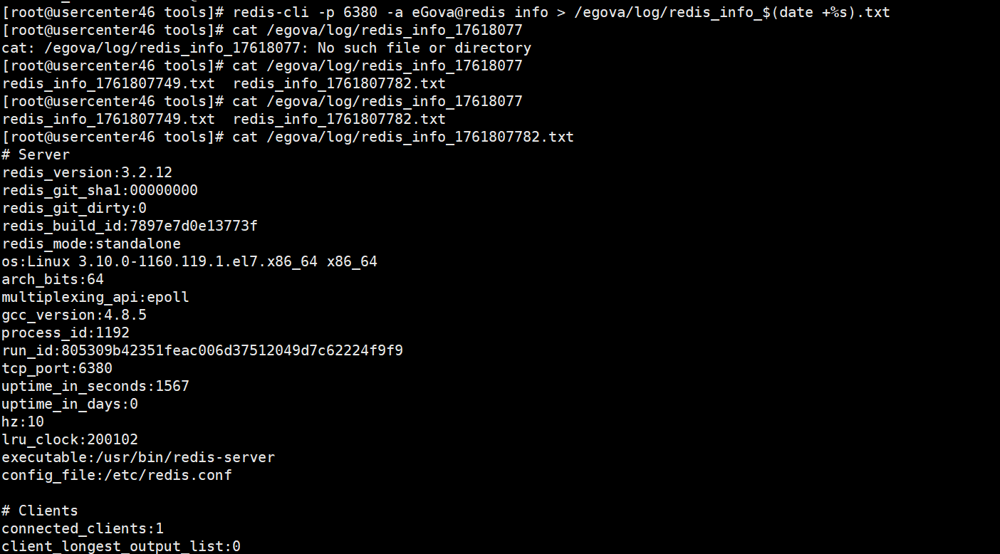 [root@usercenter46 tools]# redis-cli -p 6380 -a eGova@redis info > /egova/log/redis_info_$(date +%s).txt
[root@usercenter46 tools]# cat /egova/log/redis_info_17618077
cat: /egova/log/redis_info_17618077: No such file or directory
[root@usercenter46 tools]# cat /egova/log/redis_info_17618077
redis_info_1761807749.txt  redis_info_1761807782.txt
[root@usercenter46 tools]# cat /egova/log/redis_info_17618077
redis_info_1761807749.txt  redis_info_1761807782.txt
[root@usercenter46 tools]# cat /egova/log/redis_info_1761807782.txt
# Server
redis_version:3.2.12
redis_git_sha1:00000000
redis_git_dirty:0
redis_build_id:7897e7d0e13773f
redis_mode:standalone
os:Linux 3.10.0-1160.119.1.el7.x86_64 x86_64
arch_bits:64
multiplexing_api:epoll
gcc_version:4.8.5
process_id:1192
run_id:805309b42351feac006d37512049d7c62224f9f9
tcp_port:6380
uptime_in_seconds:1567
uptime_in_days:0
hz:10
lru_clock:200102
executable:/usr/bin/redis-server
config_file:/etc/redis.conf

# Clients
connected_clients:1
client_longest_output_list:0